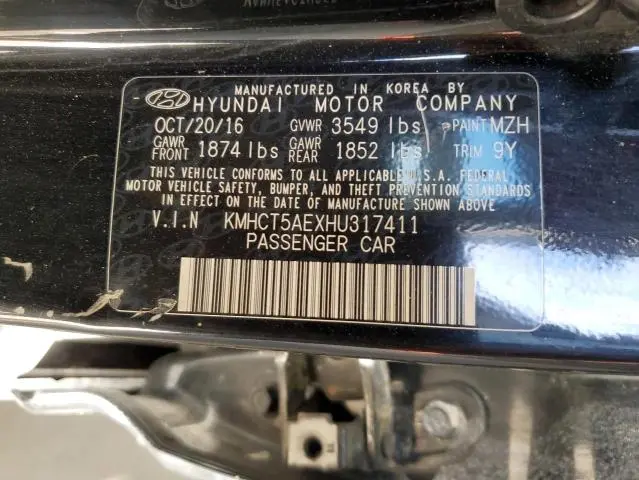 MANUFACTURED IN KOREA BY
HYUNDAI MOTOR COMPANY
OCT/20/16 GVWR 3549 lbs PAINT MZH
GAWR FRONT 1874 lbs GAWR REAR 1852 lbs TRIM 9Y
THIS VEHICLE CONFORMS TO ALL APPLICABLE U.S.A. FEDERAL
MOTOR VEHICLE SAFETY, BUMPER, AND THEFT PREVENTION STANDARDS
IN EFFECT ON THE DATE OF MANUFACTURE SHOWN ABOVE.
V.I.N KMHCT5AEXHU317411
PASSENGER CAR